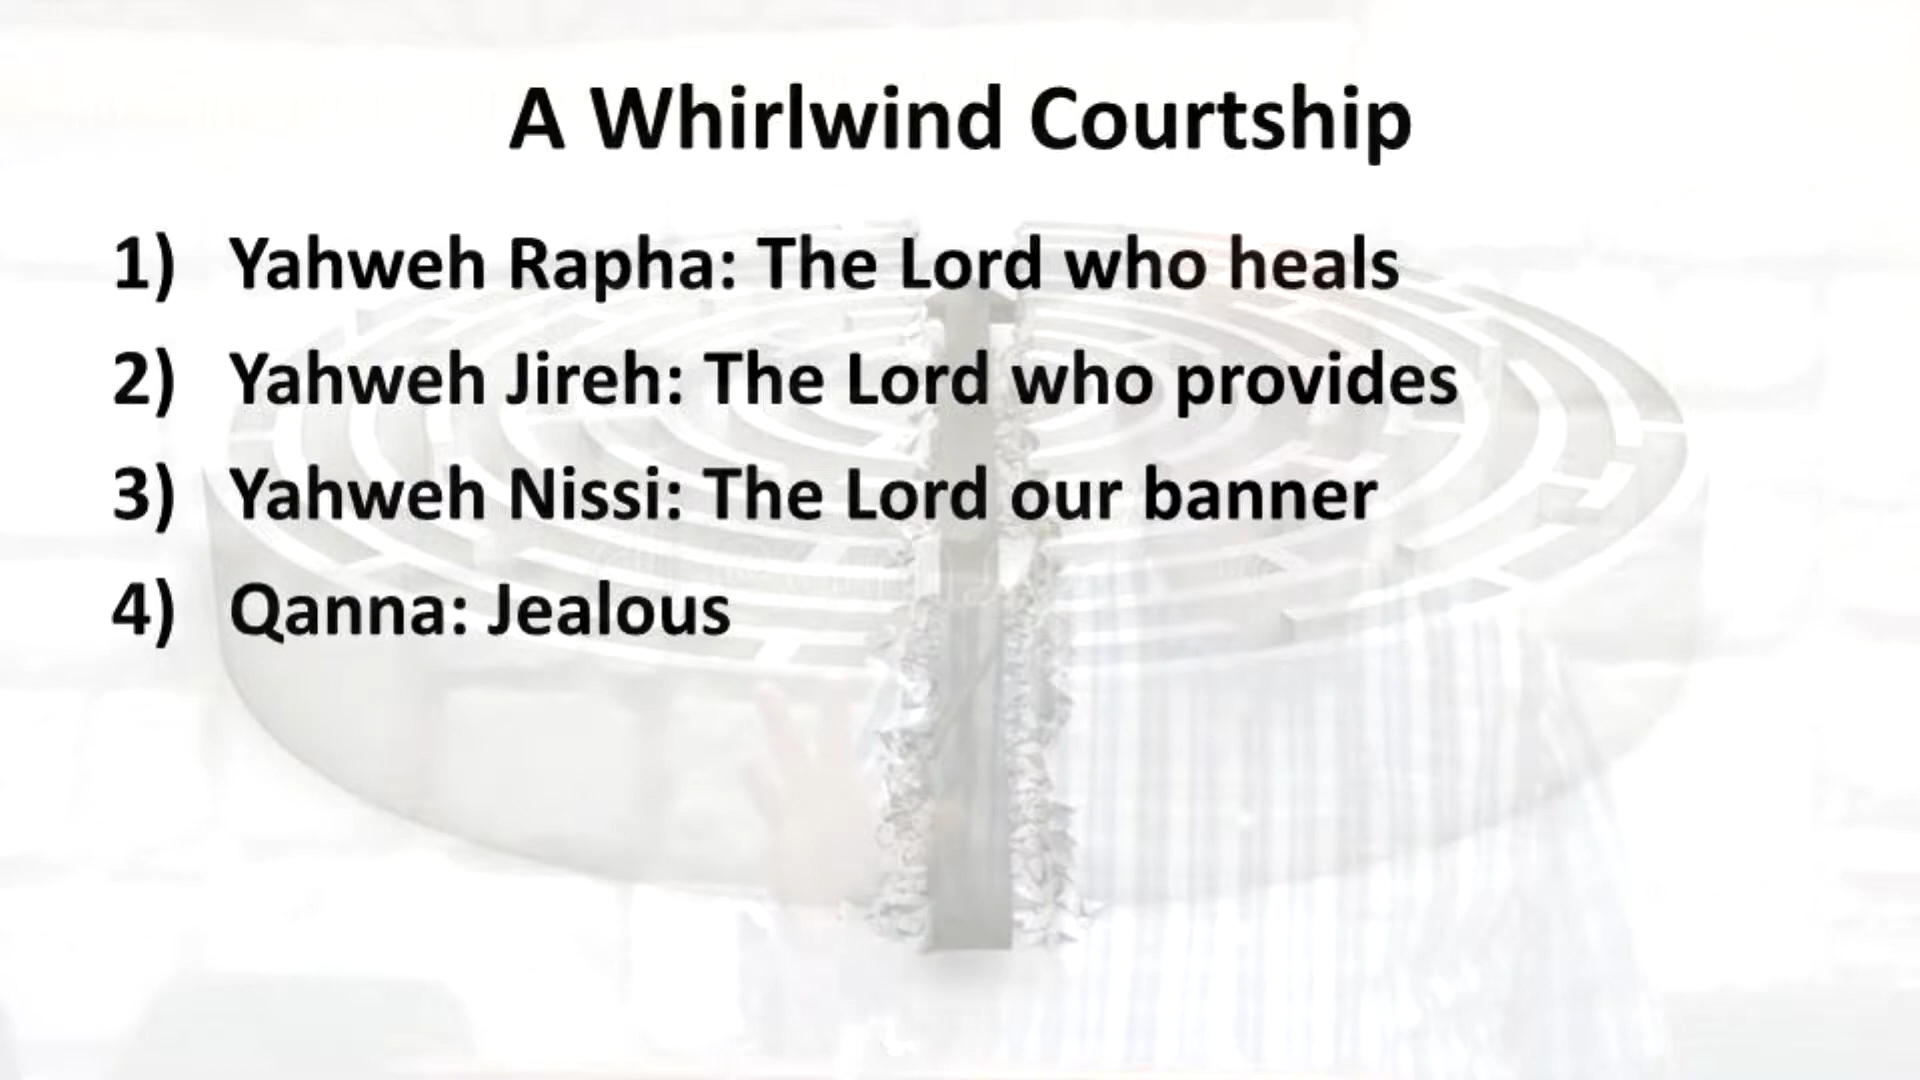 A Whirlwind Courtship
1) Yahweh Rapha: The Lord who heals
2) Yahweh Jireh: The Lord who provides
3) Yahweh Nissi: The Lord our banner
4) Qanna: Jealous